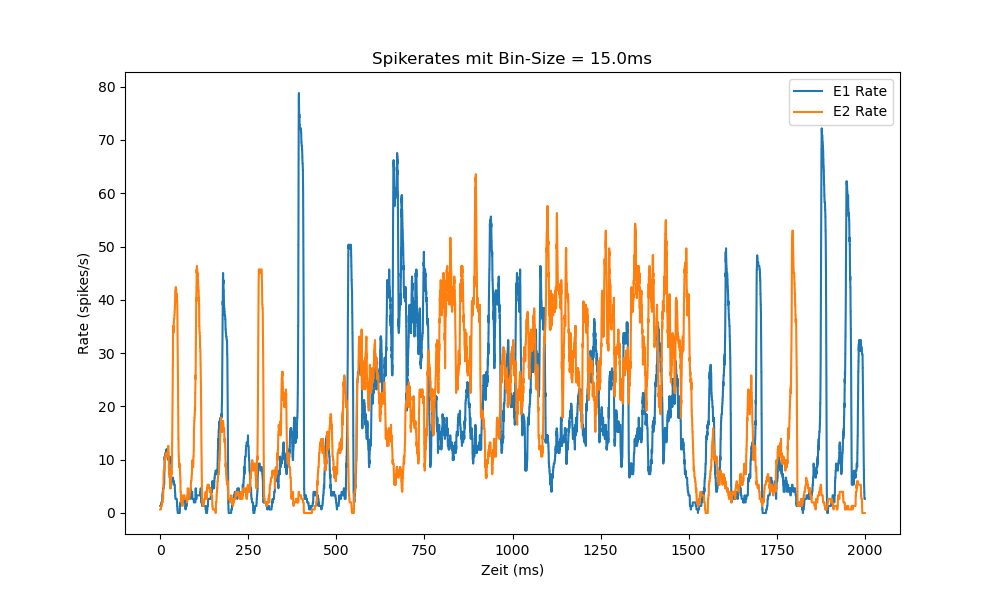 Spikerates mit Bin-Size = 15.0ms
E1 Rate
E2 Rate
80
70
60
50
40
30
20
10
0
Rate (spikes/s)
0 250 500 750 1000 1250 1500 1750 2000
Zeit (ms)